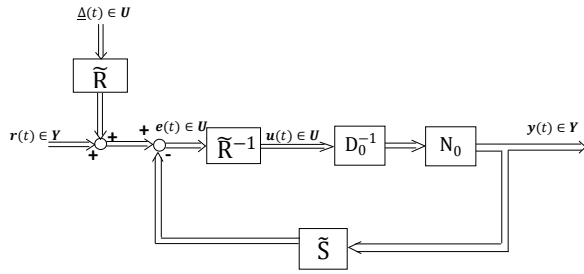 Δ(t) ∈ U
R̃
r(t) ∈ Y
+
+
+
-
e(t) ∈ U
R̃⁻¹
u(t) ∈ U
D₀⁻¹
N₀
y(t) ∈ Y
S̃